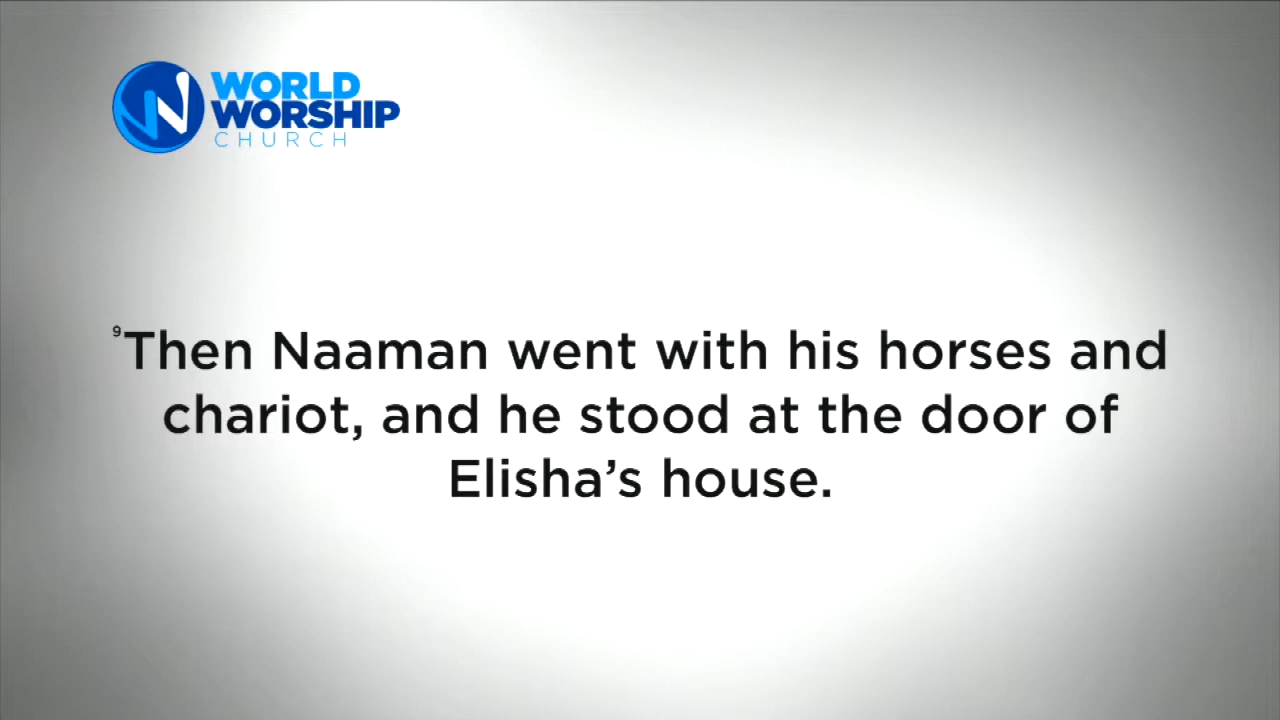 WORLD
WORSHIP
CHURCH
⁹Then Naaman went with his horses and
chariot, and he stood at the door of
Elisha’s house.